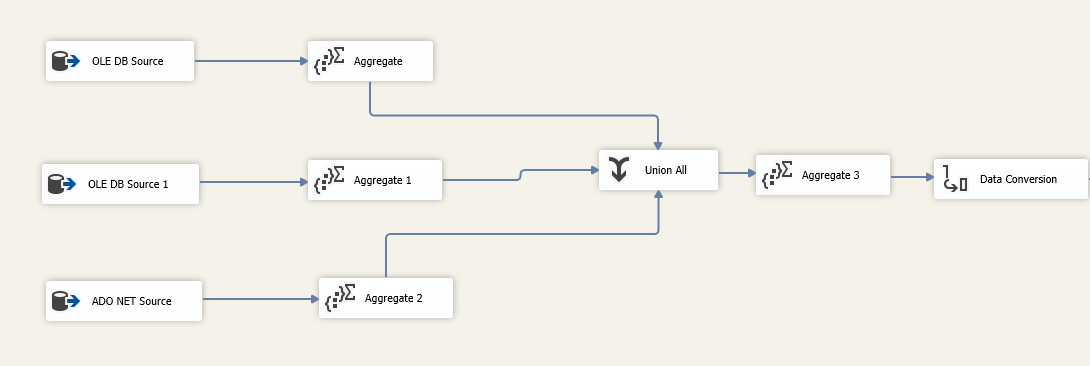 OLE DB Source
Aggregate
OLE DB Source 1
Aggregate 1
Union All
Aggregate 3
Data Conversion
ADO NET Source
Aggregate 2